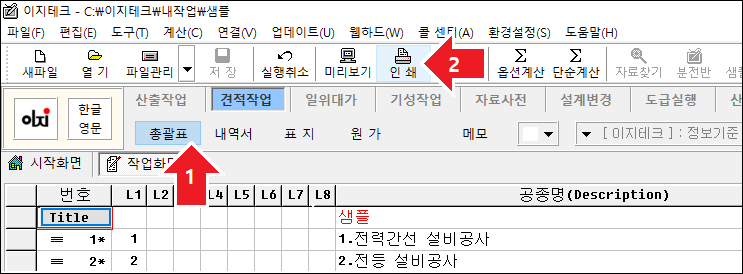 이지테크 - C:₩이지테크₩내작업₩샘플
파일(F) 편집(E) 도구(T) 계산(C) 연결(V) 업데이트(U) 웹하드(W) 콜 센터(A) 환경설정(S) 도움말(H)
새파일 열 기 파일관리 저 장 실행취소 미리보기 인 쇄 2 옵션계산 단순계산 자료찾기 분전반
이지 한글 영문 산출작업 견적작업 일위대가 기성작업 자료사전 설계변경 도급실행
총괄표 내역서 표 지 원 가 메모 [ 이지테크 ] : 정보기준
시작화면 작업화면 1
번호 L1 L2 L4 L5 L6 L7 L8 공종명(Description)
Title 샘플
1* 1 1.전력간선 설비공사
2* 2 2.전등 설비공사